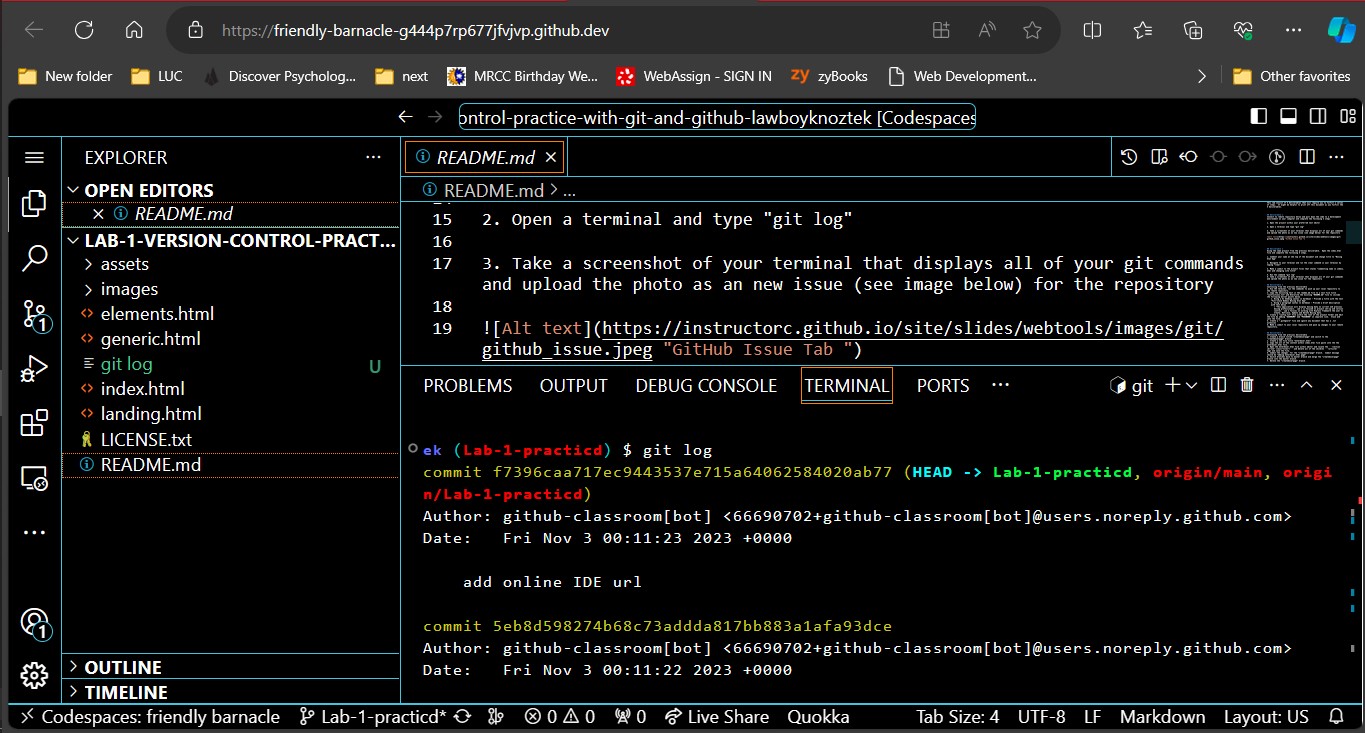 https://friendly-barnacle-g444p7rp677jfvjvp.github.dev
New folder LUC Discover Psycholog... next MRCC Birthday We... WebAssign - SIGN IN zy zyBooks Web Development... Other favorites
ontrol-practice-with-git-and-github-lawboyknoztek [Codespaces
EXPLORER ...
OPEN EDITORS
README.md
LAB-1-VERSION-CONTROL-PRACT...
assets
images
elements.html
generic.html
git log U
index.html
landing.html
LICENSE.txt
README.md
OUTLINE
TIMELINE
1
1
README.md
README.md > ...
15 2. Open a terminal and type "git log"
16
17 3. Take a screenshot of your terminal that displays all of your git commands
and upload the photo as an new issue (see image below) for the repository
18
19 ![Alt text](https://instructorc.github.io/site/slides/webtools/images/git/
github_issue.jpeg "GitHub Issue Tab ")
PROBLEMS OUTPUT DEBUG CONSOLE TERMINAL PORTS ... git
ek (Lab-1-practicd) $ git log
commit f7396caa717ec9443537e715a64062584020ab77 (HEAD -> Lab-1-practicd, origin/main, origi
n/Lab-1-practicd)
Author: github-classroom[bot] <66690702+github-classroom[bot]@users.noreply.github.com>
Date: Fri Nov 3 00:11:23 2023 +0000
add online IDE url
commit 5eb8d598274b68c73addda817bb883a1afa93dce
Author: github-classroom[bot] <66690702+github-classroom[bot]@users.noreply.github.com>
Date: Fri Nov 3 00:11:22 2023 +0000
Codespaces: friendly barnacle Lab-1-practicd* 0 0 0 Live Share Quokka Tab Size: 4 UTF-8 LF Markdown Layout: US